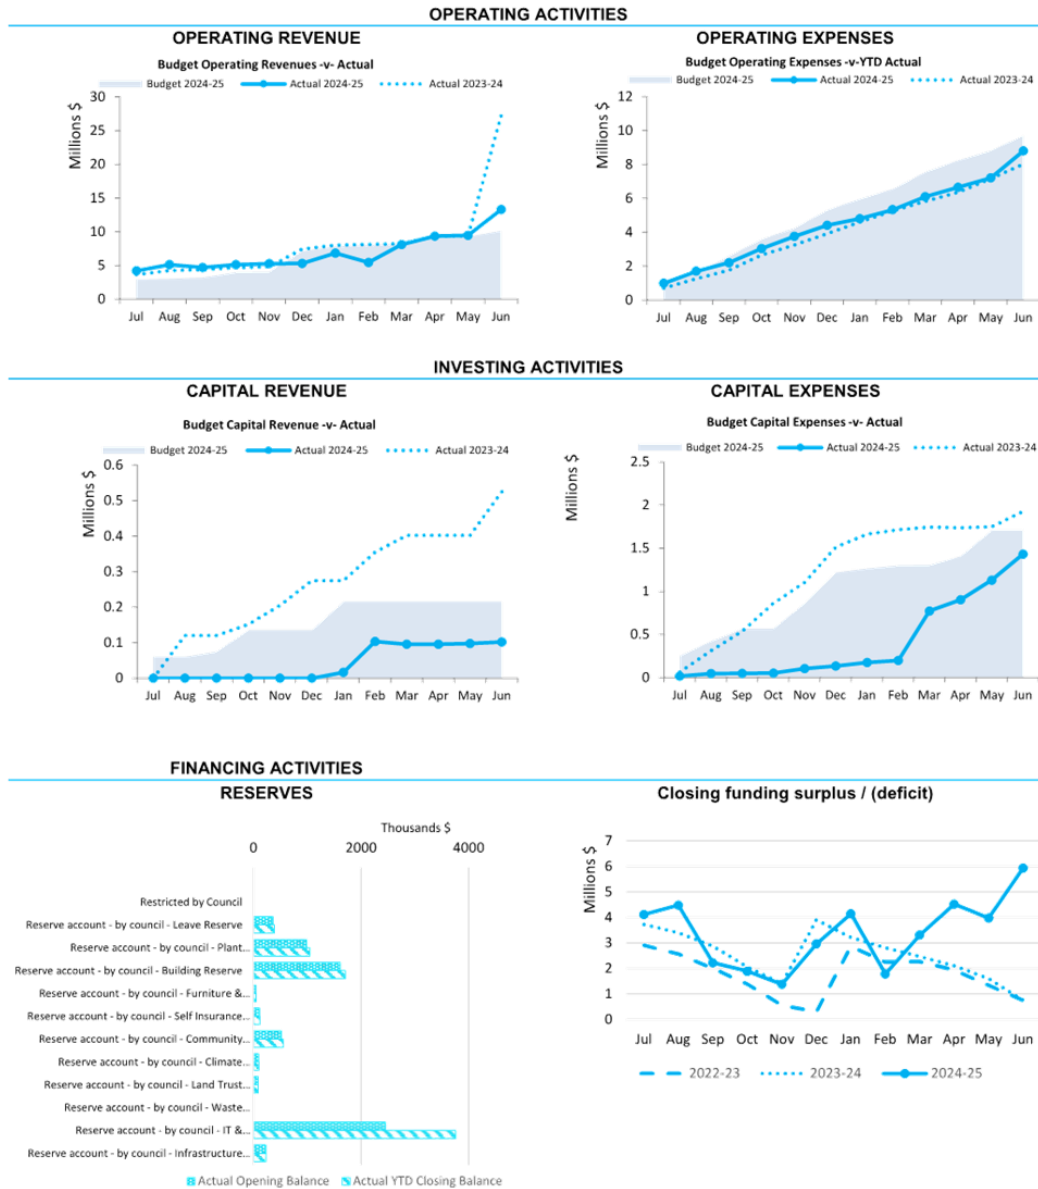 OPERATING ACTIVITIES
OPERATING REVENUE
Budget Operating Revenues -v- Actual
Budget 2024-25 Actual 2024-25 Actual 2023-24
Millions $
30
25
20
15
10
5
0
Jul Aug Sep Oct Nov Dec Jan Feb Mar Apr May Jun
OPERATING EXPENSES
Budget Operating Expenses -v-YTD Actual
Budget 2024-25 Actual 2024-25 Actual 2023-24
Millions $
12
10
8
6
4
2
0
Jul Aug Sep Oct Nov Dec Jan Feb Mar Apr May Jun
INVESTING ACTIVITIES
CAPITAL REVENUE
Budget Capital Revenue -v- Actual
Budget 2024-25 Actual 2024-25 Actual 2023-24
Millions $
0.6
0.5
0.4
0.3
0.2
0.1
0
Jul Aug Sep Oct Nov Dec Jan Feb Mar Apr May Jun
CAPITAL EXPENSES
Budget Capital Expenses -v- Actual
Budget 2024-25 Actual 2024-25 Actual 2023-24
Millions $
2.5
2
1.5
1
0.5
0
Jul Aug Sep Oct Nov Dec Jan Feb Mar Apr May Jun
FINANCING ACTIVITIES
RESERVES
Thousands $
0 2000 4000
Restricted by Council
Reserve account - by council - Leave Reserve
Reserve account - by council - Plant...
Reserve account - by council - Building Reserve
Reserve account - by council - Furniture &...
Reserve account - by council - Self Insurance...
Reserve account - by council - Community...
Reserve account - by council - Climate...
Reserve account - by council - Land Trust...
Reserve account - by council - Waste...
Reserve account - by council - IT &...
Reserve account - by council - Infrastructure...
Actual Opening Balance Actual YTD Closing Balance
Closing funding surplus / (deficit)
Millions $
7
6
5
4
3
2
1
0
Jul Aug Sep Oct Nov Dec Jan Feb Mar Apr May Jun
2022-23 2023-24 2024-25